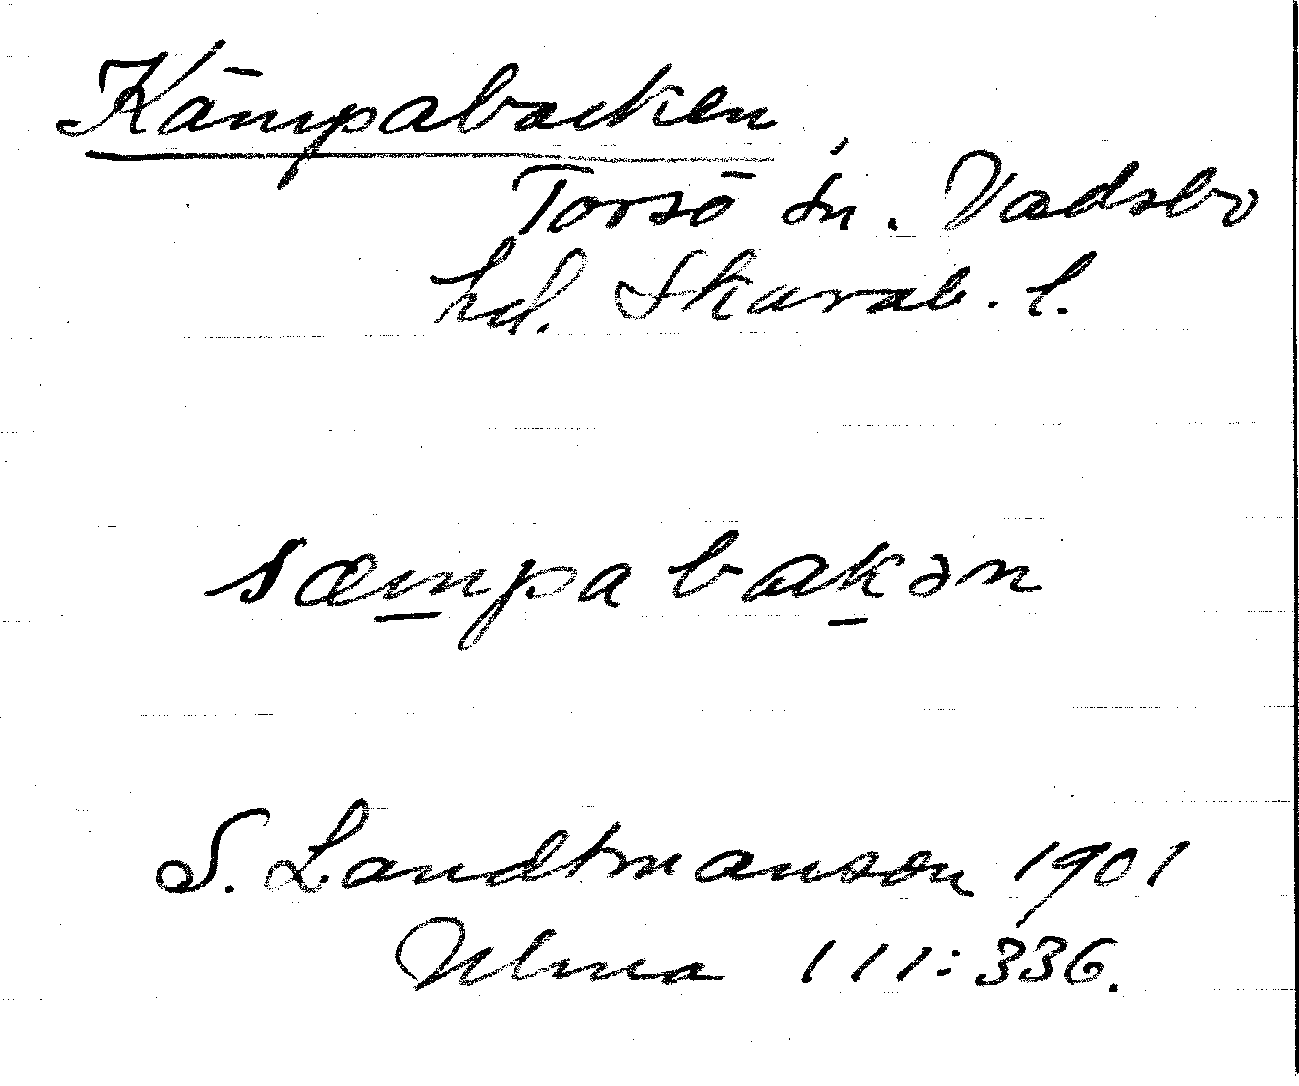 Kämpabacken
Torsö sn. Vadsbo
hd. Skarab. l.
sæmpabakən
S. Landtmanson 1901
Ulma 111:336.